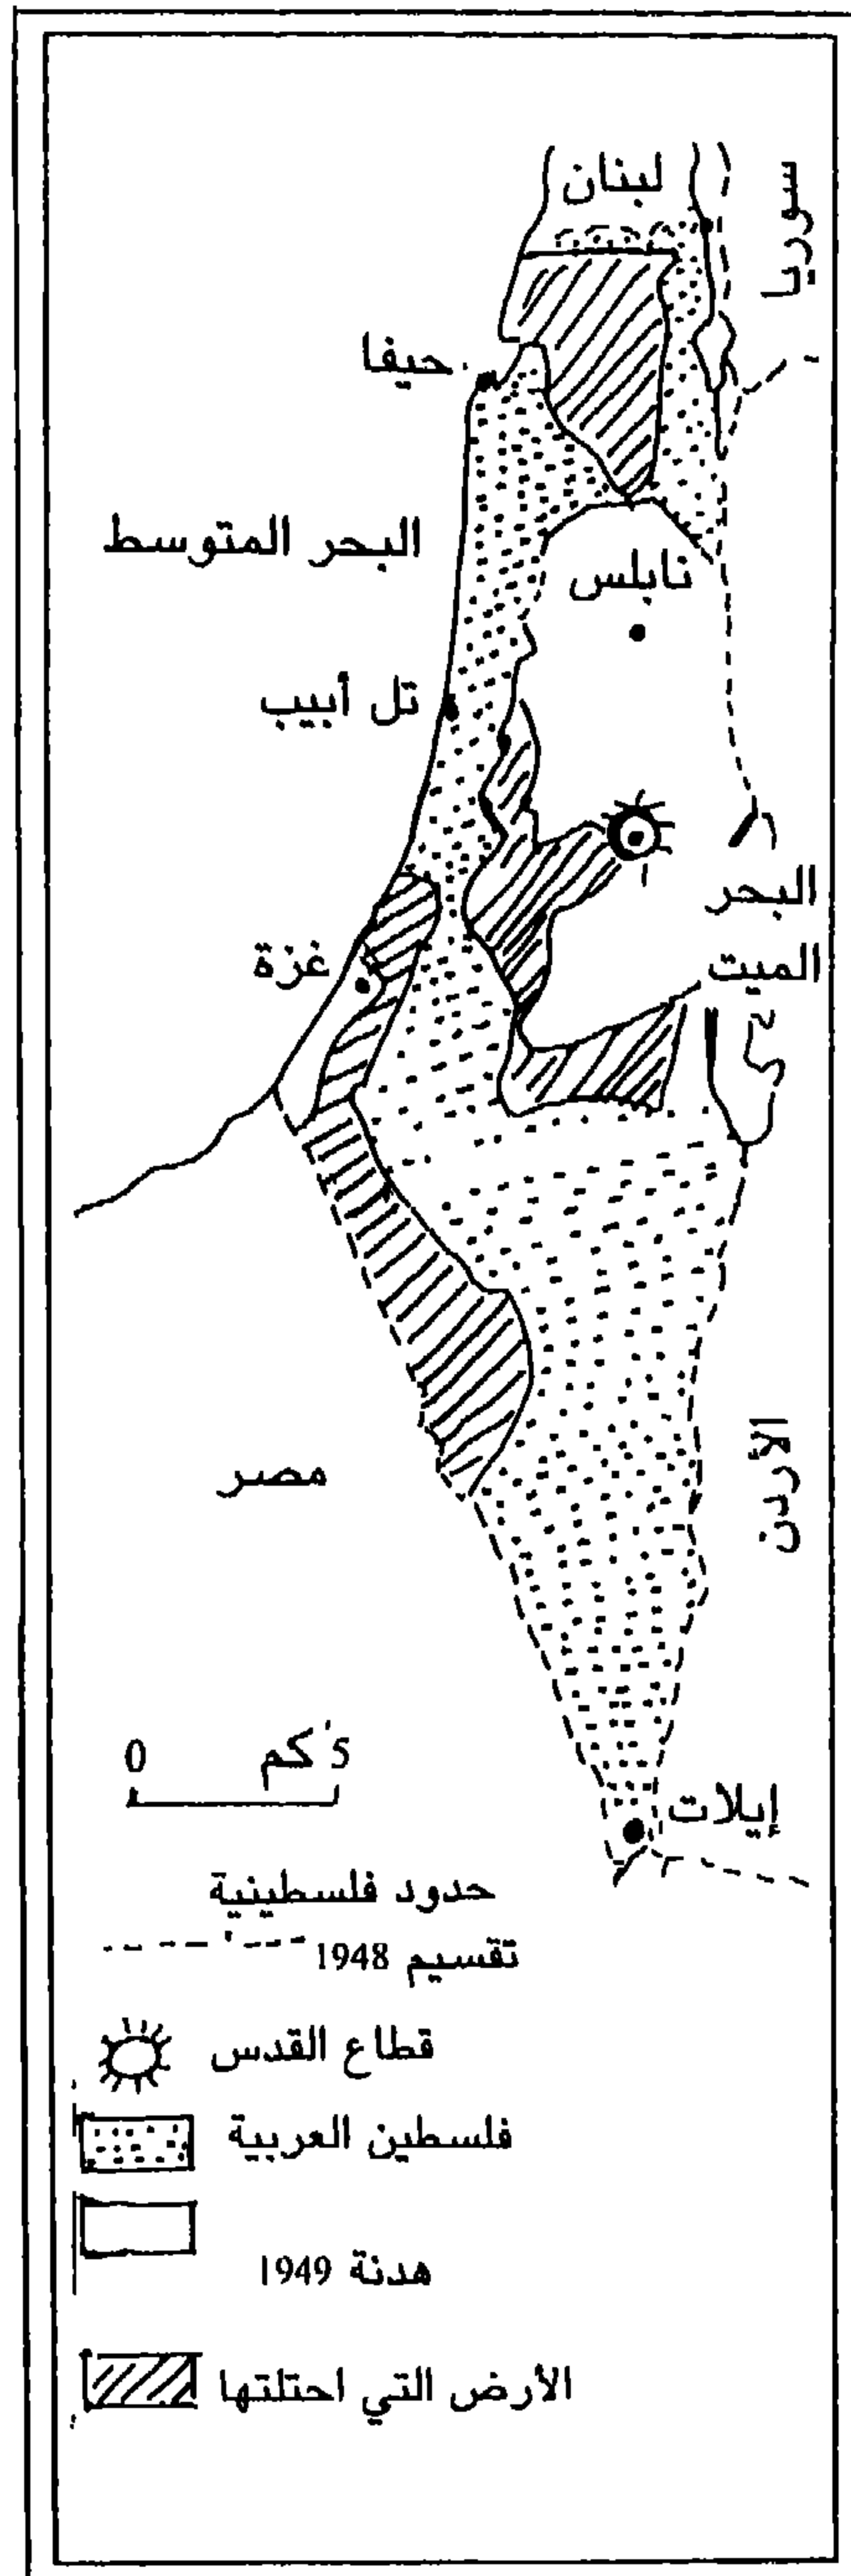 لبنان
سوريا
حيفا
البحر المتوسط
نابلس
تل أبيب
البحر
الميت
غزة
الأردن
مصر
0 5 كم
إيلات
حدود فلسطينية
تقسيم 1948
قطاع القدس
فلسطين العربية
هدنة 1949
الأرض التي احتلتها